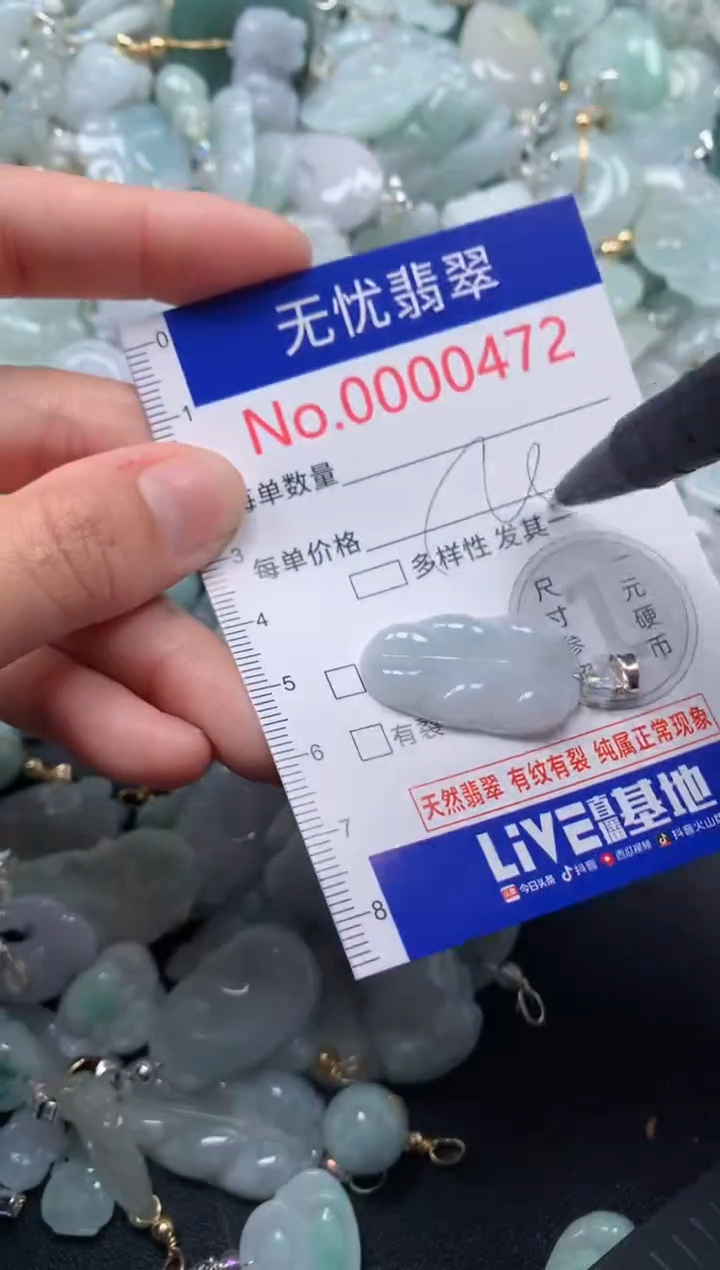 无忧翡翠
No.0000472
每单数量
每单价格
多样性 发其一
尺寸参
一元硬币
1
有裂
天然翡翠 有纹有裂 纯属正常现象
LiVE直播基地
今日头条 抖音 西瓜视频 抖音火山
0
1
3
4
5
6
7
8